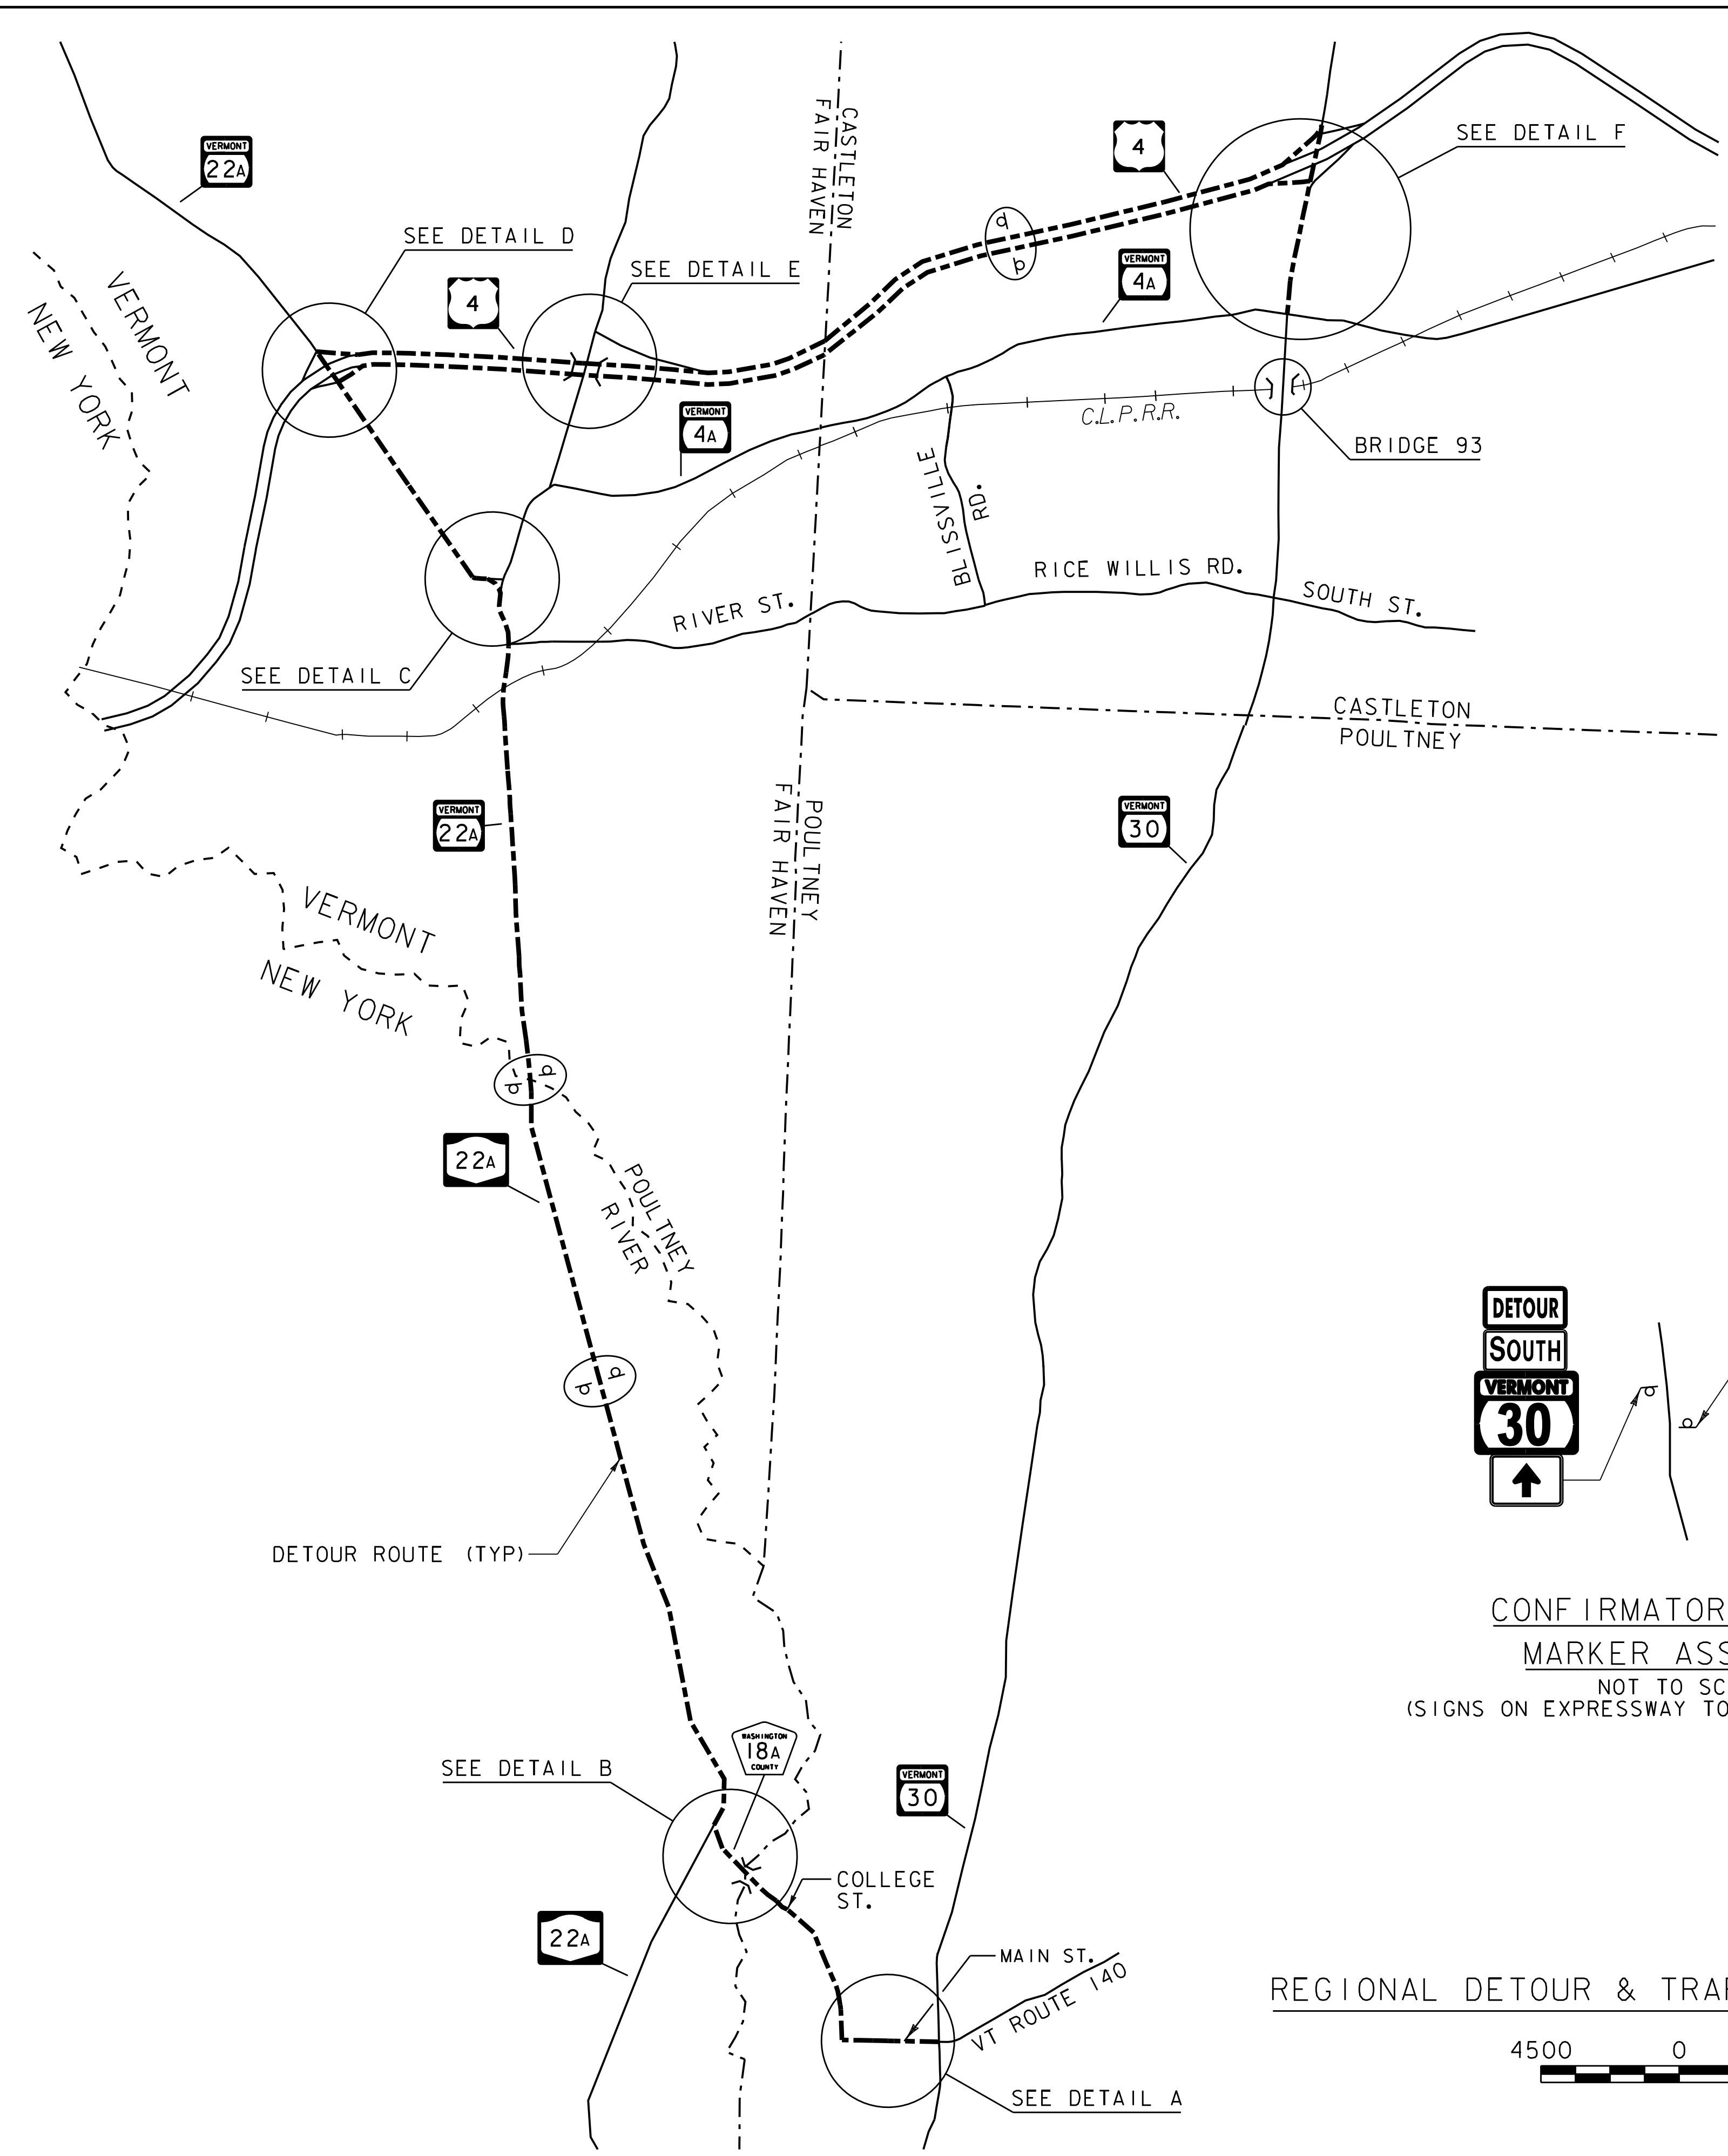 VERMONT
22A
CASTLETON
FAIR HAVEN
4
SEE DETAIL F
SEE DETAIL D
SEE DETAIL E
VERMONT
NEW YORK
4
VERMONT
4A
VERMONT
4A
C.L.P.R.R.
BRIDGE 93
BLISSVILLE
RD.
RICE WILLIS RD.
SOUTH ST.
RIVER ST.
SEE DETAIL C
CASTLETON
POULTNEY
VERMONT
22A
POULTNEY
FAIR HAVEN
VERMONT
30
VERMONT
NEW YORK
22A
POULTNEY
RIVER
DETOUR
SOUTH
VERMONT
30
DETOUR ROUTE (TYP)
CONFIRMATOR
MARKER ASS
NOT TO SC
(SIGNS ON EXPRESSWAY TO
WASHINGTON
18A
COUNTY
SEE DETAIL B
VERMONT
30
COLLEGE
ST.
22A
MAIN ST.
VT ROUTE 140
REGIONAL DETOUR & TRAF
4500
0
SEE DETAIL A